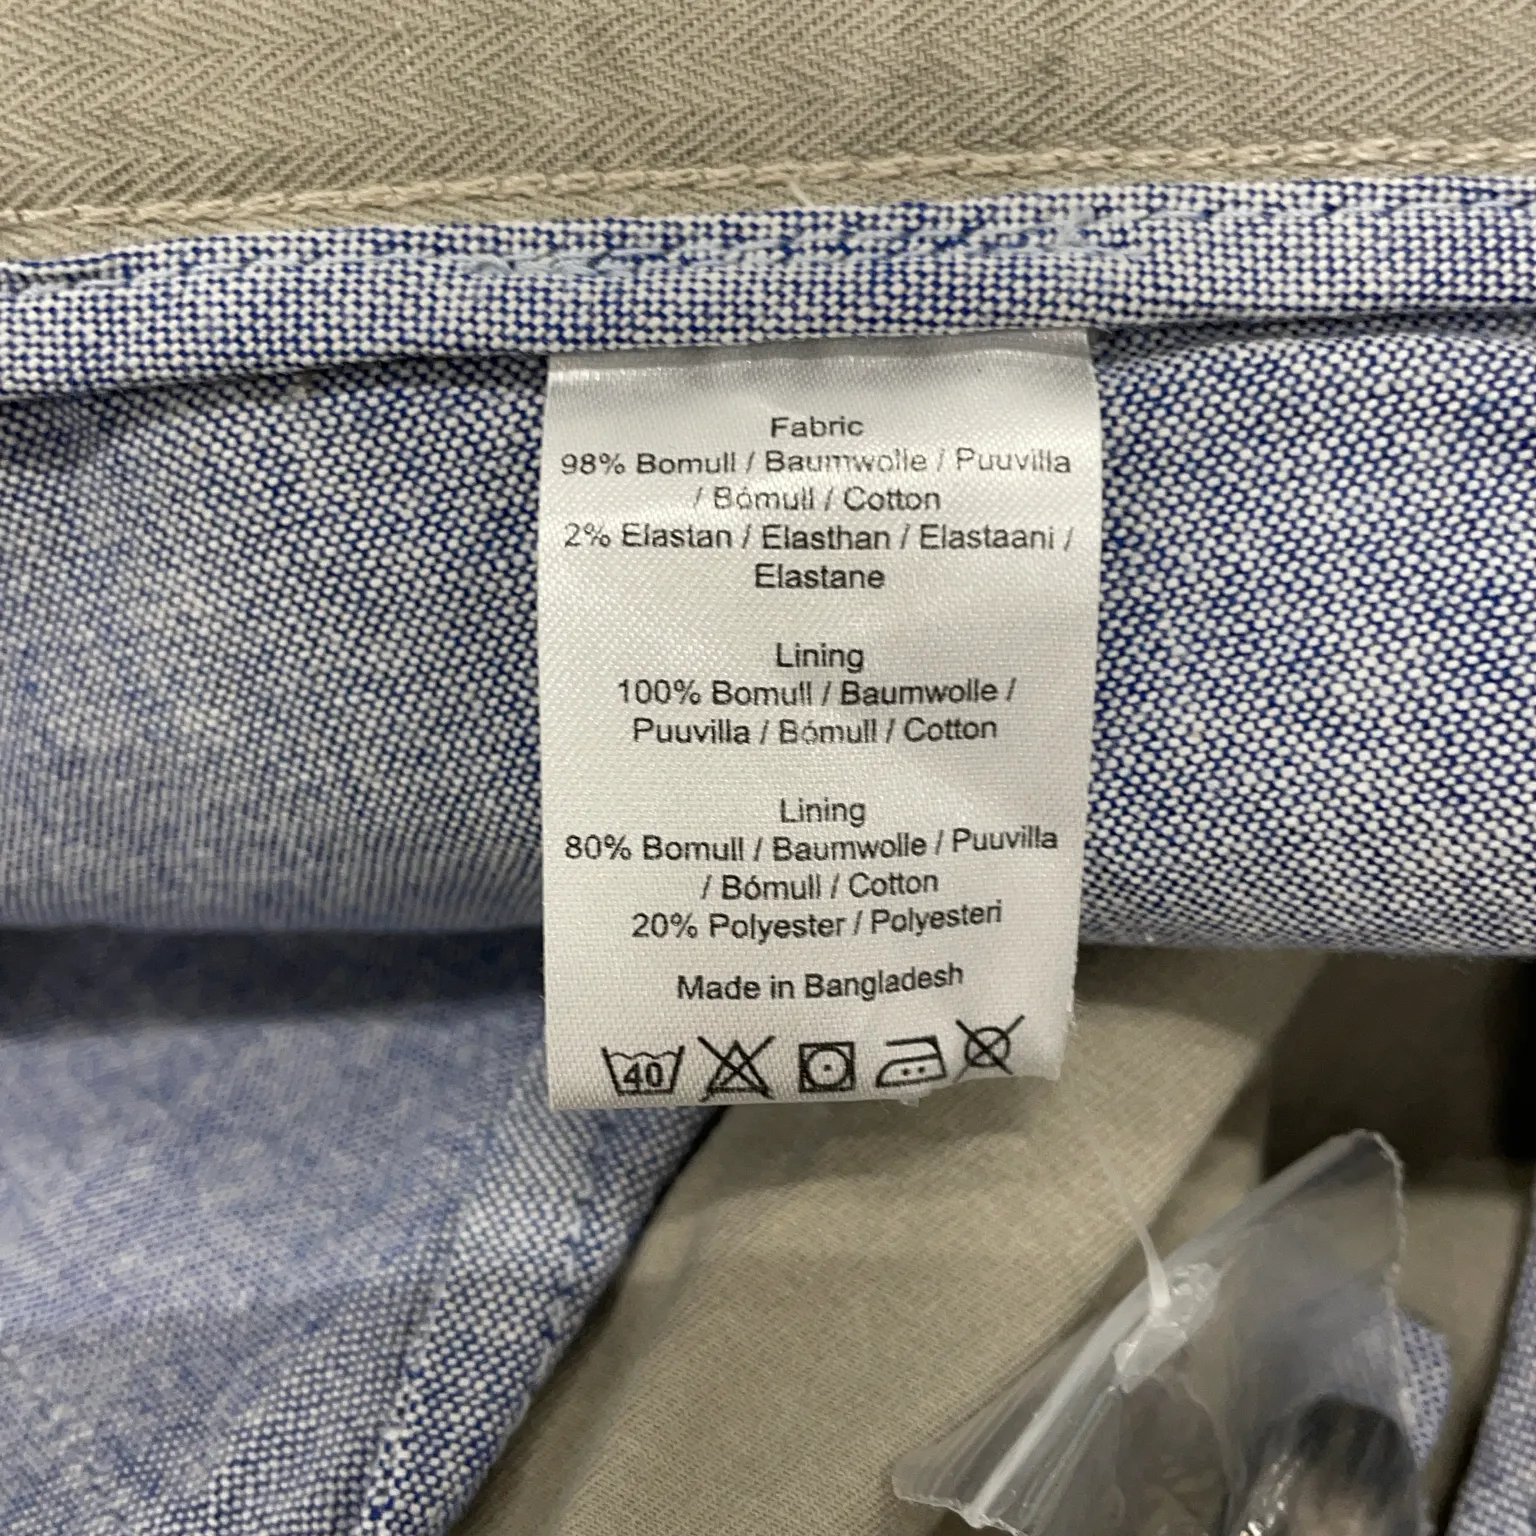 Fabric
98% Bomull / Baumwolle / Puuvilla
/ Bómull / Cotton
2% Elastan / Elasthan / Elastaani /
Elastane
Lining
100% Bomull / Baumwolle /
Puuvilla / Bómull / Cotton
Lining
80% Bomull / Baumwolle / Puuvilla
/ Bómull / Cotton
20% Polyester / Polyesteri
Made in Bangladesh
40